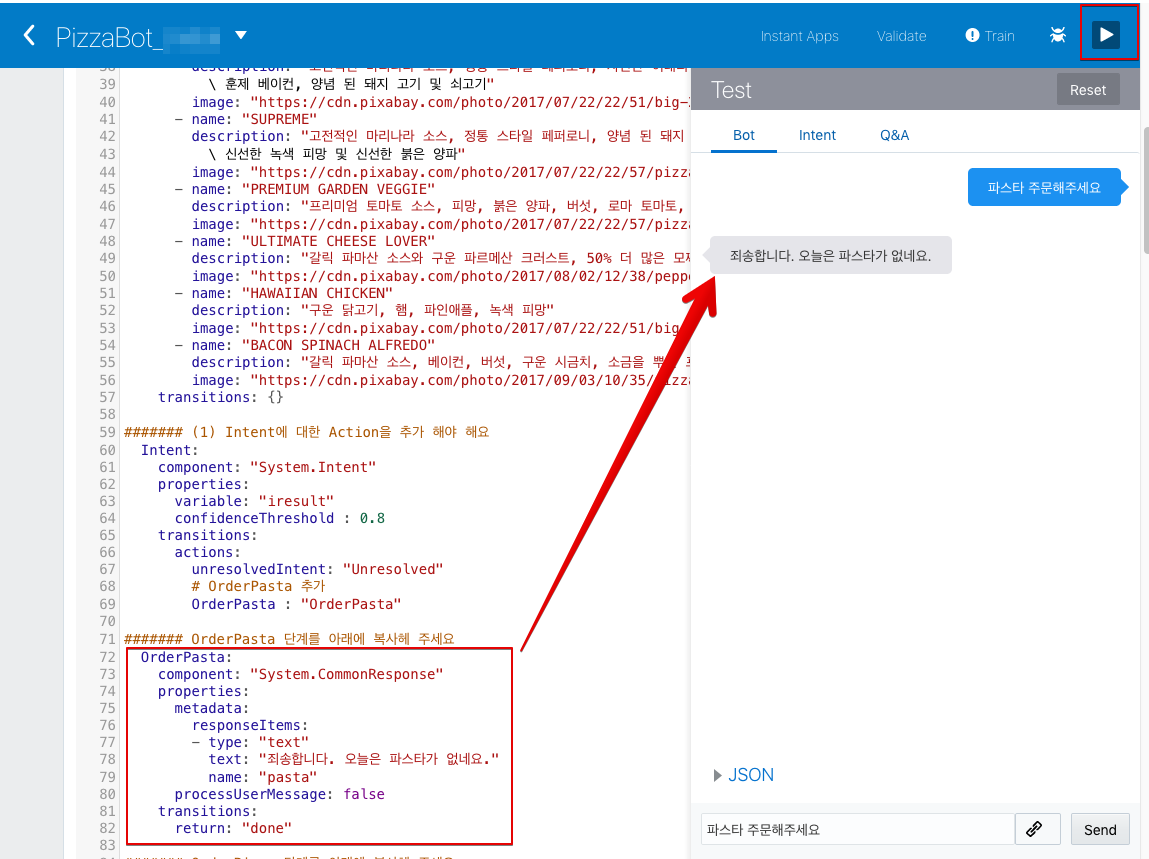 PizzaBot_
Instant Apps
Validate
Train
39 \ 훈제 베이컨, 양념 된 돼지 고기 및 쇠고기"
40 image: "https://cdn.pixabay.com/photo/2017/07/22/22/51/big-
41 - name: "SUPREME"
42 description: "고전적인 마리나라 소스, 정통 스타일 페퍼로니, 양념 된 돼지
43 \ 신선한 녹색 피망 및 신선한 붉은 양파"
44 image: "https://cdn.pixabay.com/photo/2017/07/22/22/57/pizz
45 - name: "PREMIUM GARDEN VEGGIE"
46 description: "프리미엄 토마토 소스, 피망, 붉은 양파, 버섯, 로마 토마토,
47 image: "https://cdn.pixabay.com/photo/2017/07/22/22/57/pizz
48 - name: "ULTIMATE CHEESE LOVER"
49 description: "갈릭 파마산 소스와 구운 파르메산 크러스트, 50% 더 많은
50 image: "https://cdn.pixabay.com/photo/2017/08/02/12/38/pepp
51 - name: "HAWAIIAN CHICKEN"
52 description: "구운 닭고기, 햄, 파인애플, 녹색 피망"
53 image: "https://cdn.pixabay.com/photo/2017/07/22/22/51/big
54 - name: "BACON SPINACH ALFREDO"
55 description: "갈릭 파마산 소스, 베이컨, 버섯, 구운 시금치, 소금을
56 image: "https://cdn.pixabay.com/photo/2017/09/03/10/35/
57 transitions: {}
58
59 ####### (1) Intent에 대한 Action을 추가 해야 해요
60 Intent:
61 component: "System.Intent"
62 properties:
63 variable: "iresult"
64 confidenceThreshold : 0.8
65 transitions:
66 actions:
67 unresolvedIntent: "Unresolved"
68 # OrderPasta 추가
69 OrderPasta : "OrderPasta"
70
71 ####### OrderPasta 단계를 아래에 복사헤 주세요
72 OrderPasta:
73 component: "System.CommonResponse"
74 properties:
75 metadata:
76 responseItems:
77 - type: "text"
78 text: "죄송합니다. 오늘은 파스타가 없네요."
79 name: "pasta"
80 processUserMessage: false
81 transitions:
82 return: "done"
83
Test
Reset
Bot
Intent
Q&A
파스타 주문해주세요
죄송합니다. 오늘은 파스타가 없네요.
JSON
파스타 주문해주세요
Send